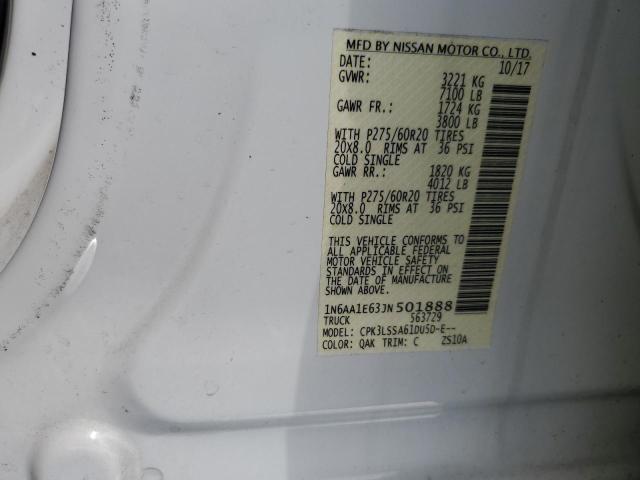 MFD BY NISSAN MOTOR CO., LTD.
DATE: 10/17
GVWR: 3221 KG
7100 LB
GAWR FR.: 1724 KG
3800 LB
WITH P275/60R20 TIRES
20X8.0 RIMS AT 36 PSI
COLD SINGLE
GAWR RR.: 1820 KG
4012 LB
WITH P275/60R20 TIRES
20X8.0 RIMS AT 36 PSI
COLD SINGLE
THIS VEHICLE CONFORMS TO
ALL APPLICABLE FEDERAL
MOTOR VEHICLE SAFETY
STANDARDS IN EFFECT ON
THE DATE OF MANUFACTURE
SHOWN ABOVE.
1N6AA1E63JN501888
TRUCK 563729
MODEL: CPK3LSSA61DU5D-E--
COLOR: QAK TRIM: C ZS10A